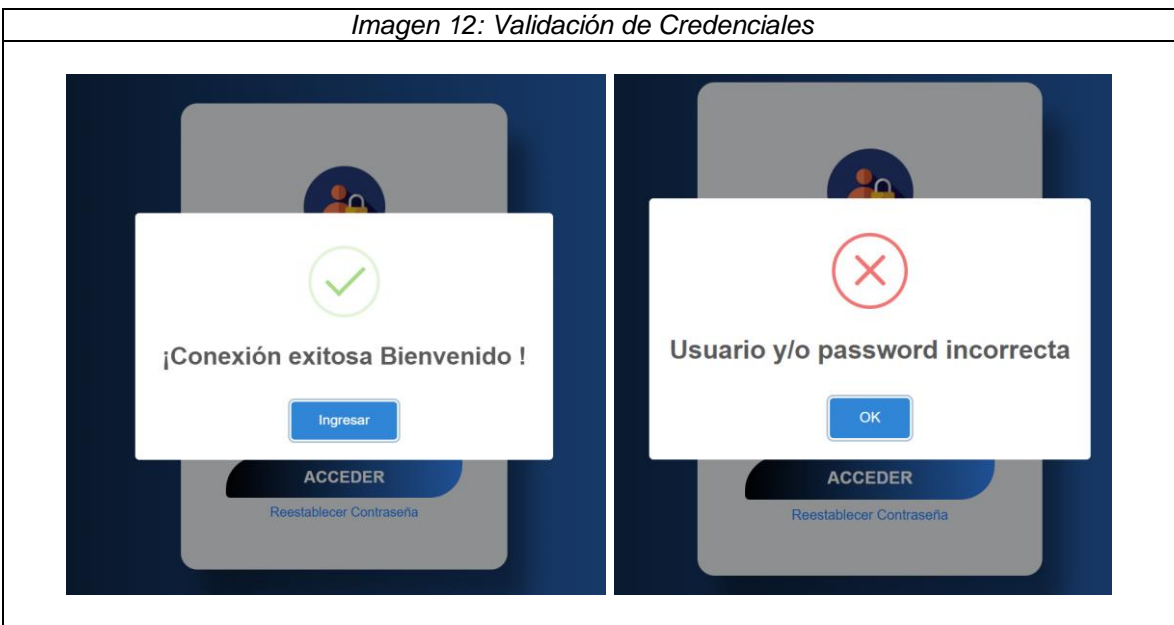 Imagen 12: Validación de Credenciales
¡Conexión exitosa Bienvenido !
Ingresar
ACCEDER
Reestablecer Contraseña
Usuario y/o password incorrecta
OK
ACCEDER
Reestablecer Contraseña